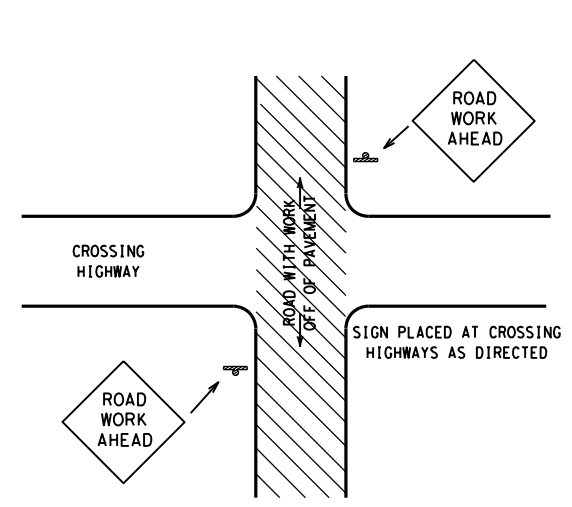 ROAD
WORK
AHEAD
CROSSING
HIGHWAY
ROAD WITH WORK
OFF OF PAVEMENT
SIGN PLACED AT CROSSING
HIGHWAYS AS DIRECTED
ROAD
WORK
AHEAD